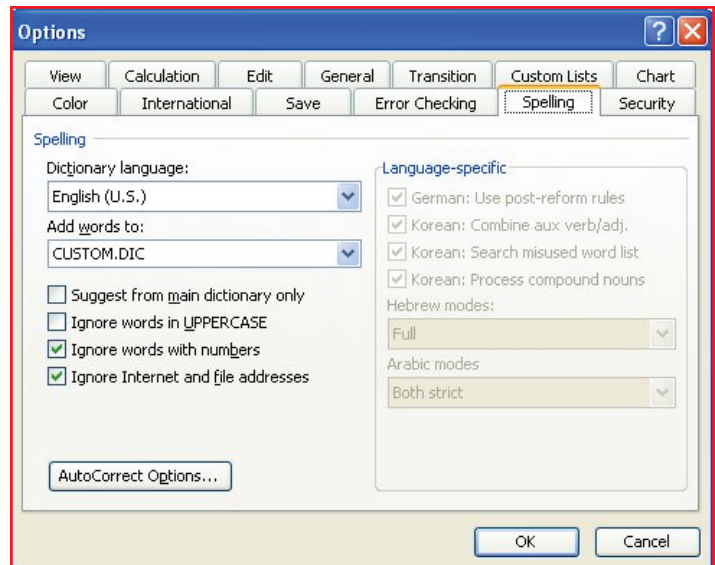 Options
View Calculation Edit General Transition Custom Lists Chart
Color International Save Error Checking Spelling Security
Spelling
Dictionary language:
English (U.S.)
Add words to:
CUSTOM.DIC
Suggest from main dictionary only
Ignore words in UPPERCASE
Ignore words with numbers
Ignore Internet and file addresses
AutoCorrect Options...
Language-specific
German: Use post-reform rules
Korean: Combine aux verb/adj.
Korean: Search misused word list
Korean: Process compound nouns
Hebrew modes:
Full
Arabic modes
Both strict
OK Cancel